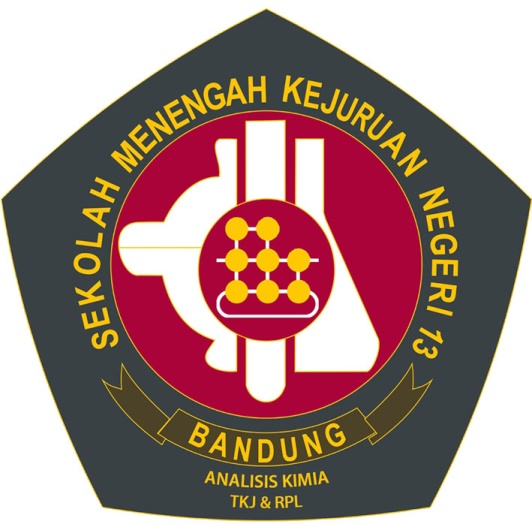 SEKOLAH MENENGAH KEJURUAN NEGERI 13
BANDUNG
ANALISIS KIMIA
TKJ & RPL